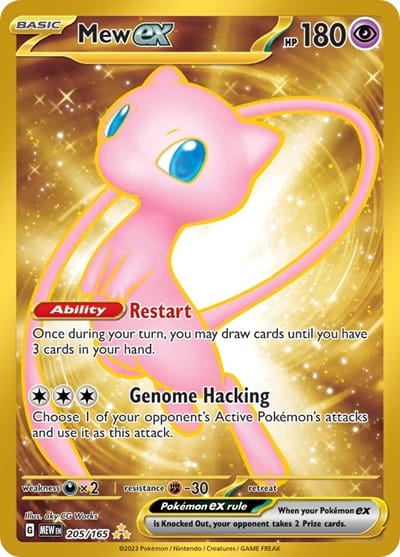 BASIC
Mew ex
HP 180
Ability Restart
Once during your turn, you may draw cards until you have
3 cards in your hand.
Genome Hacking
Choose 1 of your opponent's Active Pokémon's attacks
and use it as this attack.
weakness ×2 resistance -30 retreat
Illus. aky CG Works
Pokémon ex rule When your Pokémon ex
is Knocked Out, your opponent takes 2 Prize cards.
G MEW EN 205/165
©2023 Pokémon / Nintendo / Creatures / GAME FREAK